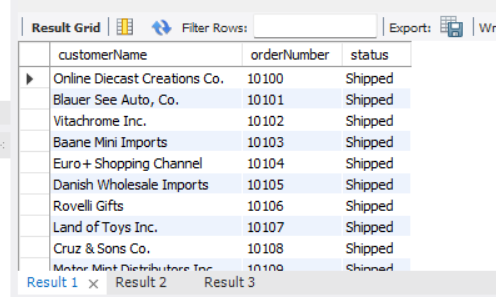 Result Grid Filter Rows: Export: Wr
customerName orderNumber status
Online Diecast Creations Co. 10100 Shipped
Blauer See Auto, Co. 10101 Shipped
Vitachrome Inc. 10102 Shipped
Baane Mini Imports 10103 Shipped
Euro+ Shopping Channel 10104 Shipped
Danish Wholesale Imports 10105 Shipped
Rovelli Gifts 10106 Shipped
Land of Toys Inc. 10107 Shipped
Cruz & Sons Co. 10108 Shipped
Motor Mint Distributors Inc. 10109 Shipped
Result 1 × Result 2 Result 3